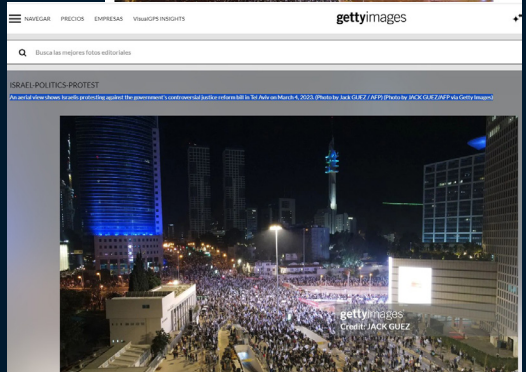 NAVEGAR PRECIOS EMPRESAS VisualGPS INSIGHTS gettyimages
Busca las mejores fotos editoriales
ISRAEL-POLITICS-PROTEST
An aerial view shows Israelis protesting against the government's controversial justice reform bill in Tel Aviv on March 4, 2023. (Photo by Jack GUEZ / AFP) (Photo by JACK GUEZ/AFP via Getty Images)
gettyimages
Credit: JACK GUEZ